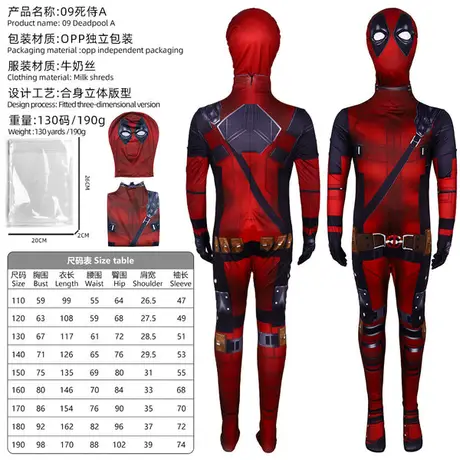 产品名称:09死侍A
Product name: 09 Deadpool A
包装材质:OPP独立包装
Packaging material :opp independent packaging
服装材质:牛奶丝
Clothing material: Milk shreds
设计工艺:合身立体版型
Design process: Fitted three-dimensional version
重量:130码/190g
Weight : 130 yards /190g
26CM
20CM
2CM
尺码表 Size table
尺码 胸围 衣长 腰围 臀围 肩宽 袖长
Size Bust Length Waist Hip Shoulder Sleeve
110 59 99 55 64 26.5 47
120 63 108 59 68 27.5 49
130 67 117 63 71 28.5 51
140 71 126 67 75 29.5 53
150 75 135 69 80 31 55
160 80 146 70 84 33 68
170 86 154 76 90 35 70
180 92 162 82 96 37 72
190 98 170 88 102 39 74